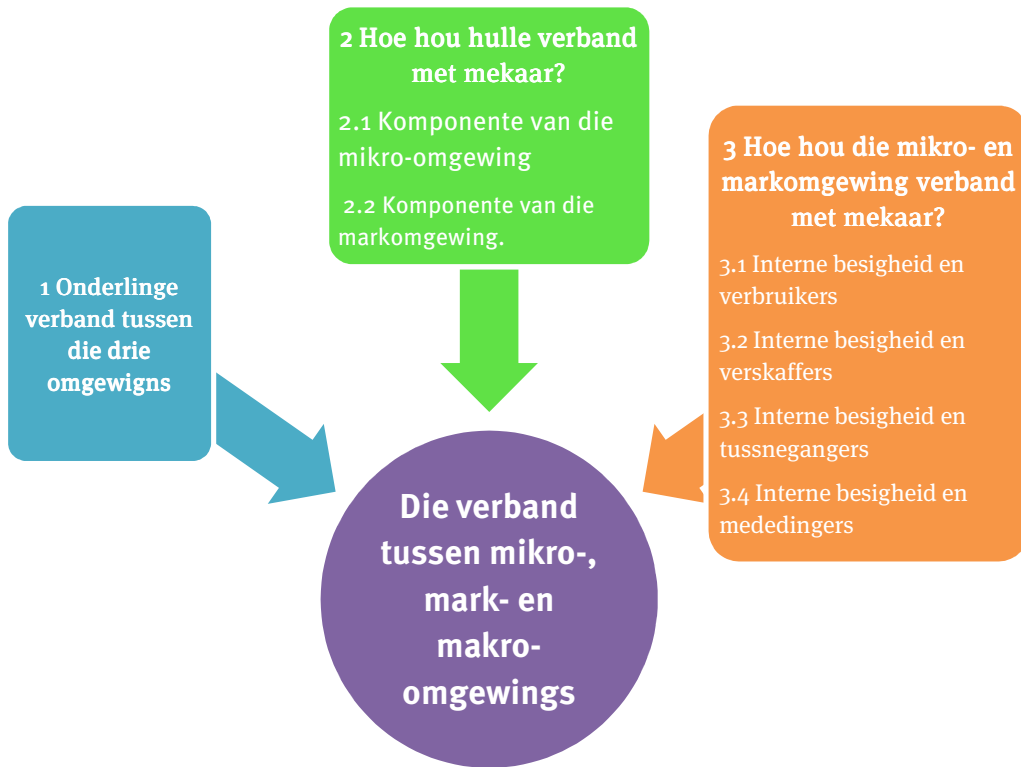 1 Onderlinge
verband tussen
die drie
omgewigns
2 Hoe hou hulle verband
met mekaar?
2.1 Komponente van die
mikro-omgewing
2.2 Komponente van die
markomgewing.
3 Hoe hou die mikro- en
markomgewing verband
met mekaar?
3.1 Interne besigheid en
verbruikers
3.2 Interne besigheid en
verskaffers
3.3 Interne besigheid en
tussnegangers
3.4 Interne besigheid en
mededingers
Die verband
tussen mikro-,
mark- en
makro-
omgewings